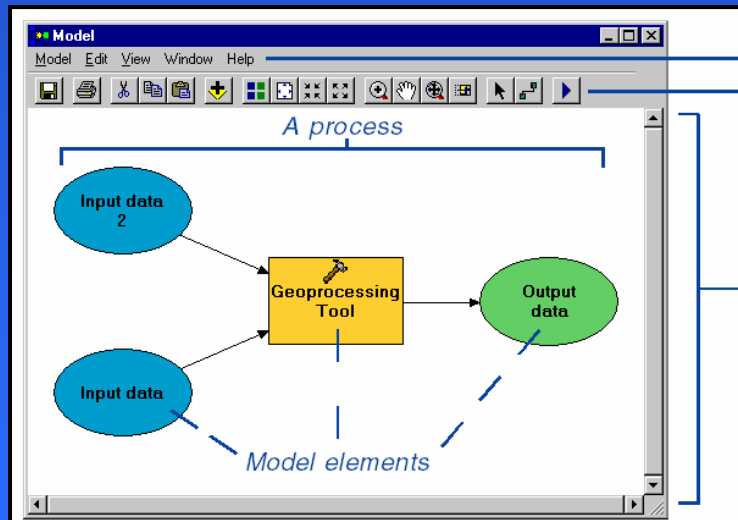 Model
Model Edit View Window Help
A process
Input data
2
Geoprocessing
Tool
Output
data
Input data
Model elements